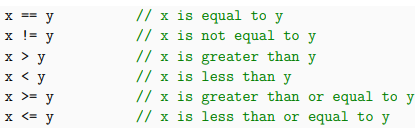 x == y // x is equal to y
x != y // x is not equal to y
x > y // x is greater than y
x < y // x is less than y
x >= y // x is greater than or equal to y
x <= y // x is less than or equal to y